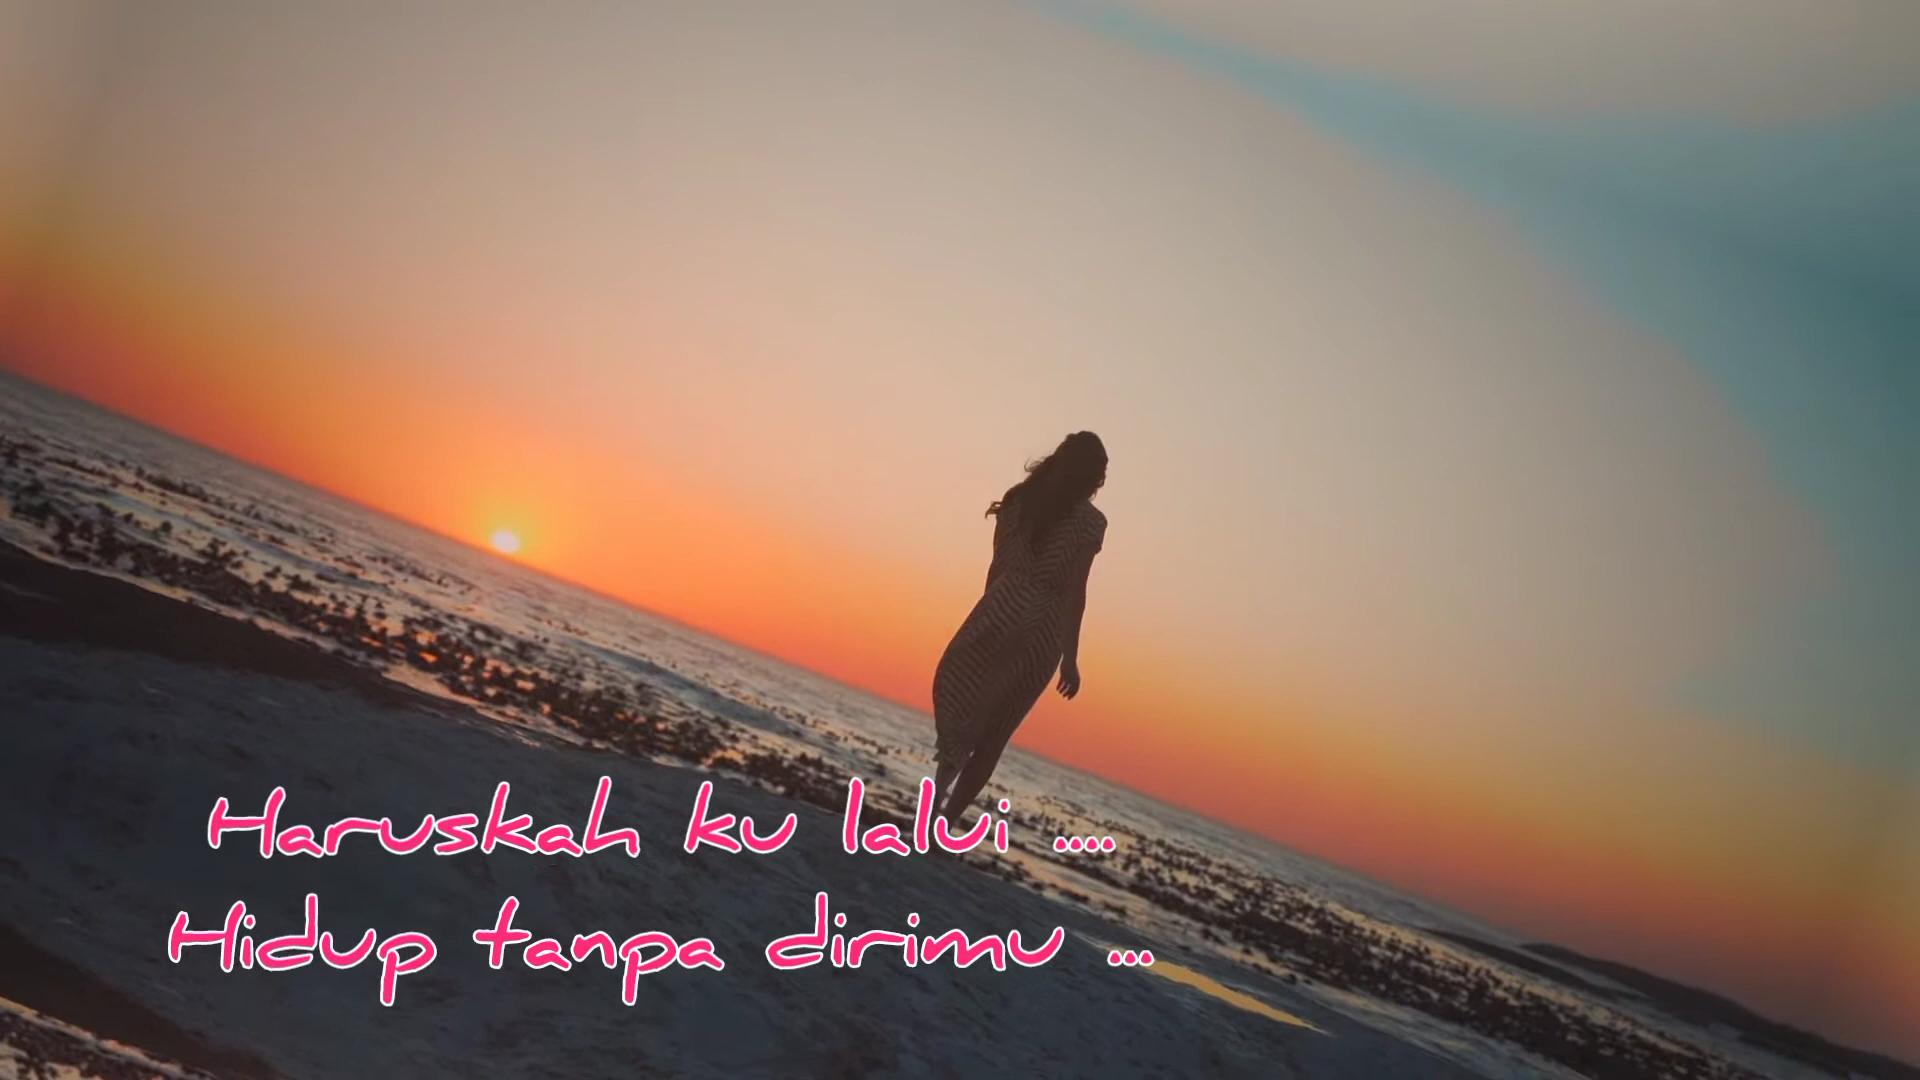 Haruskah ku lalui ....
Hidup tanpa dirimu ...